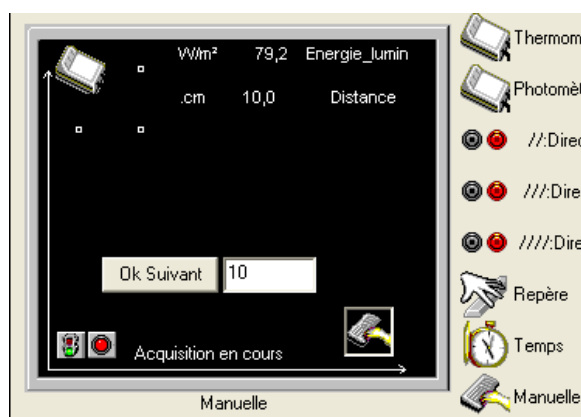 W/m² 79,2 Energie_lumin
.cm 10,0 Distance
Ok Suivant 10
Acquisition en cours
Manuelle
Thermom
Photomèt
//:Direc
///:Dire
////:Dire
Repère
Temps
Manuelle